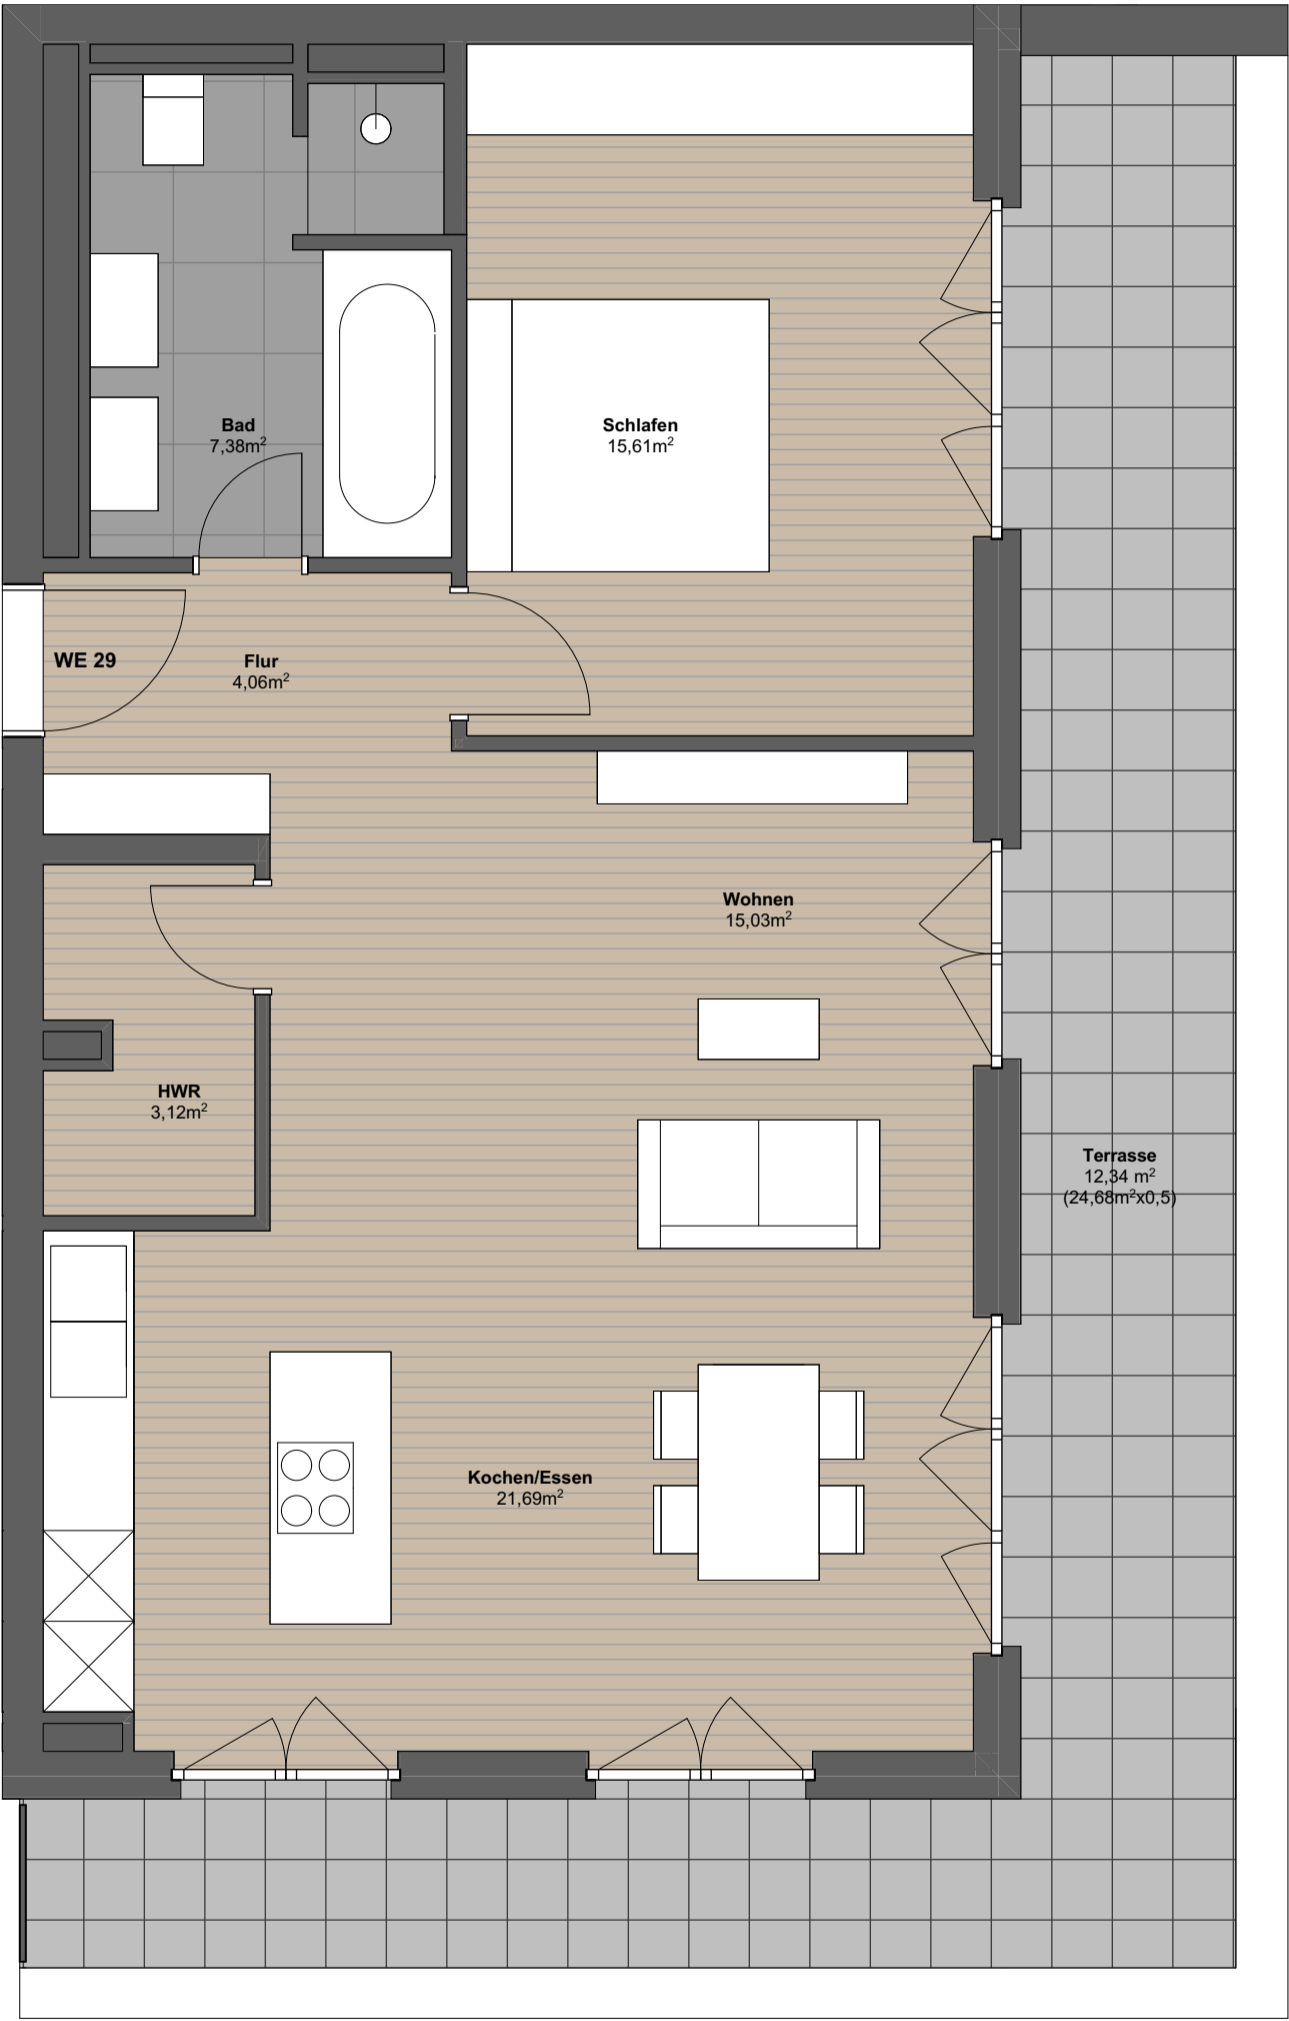 Bad
7,38m²
Schlafen
15,61m²
WE 29
Flur
4,06m²
Wohnen
15,03m²
HWR
3,12m²
Terrasse
12,34 m²
(24,68m²x0,5)
Kochen/Essen
21,69m²